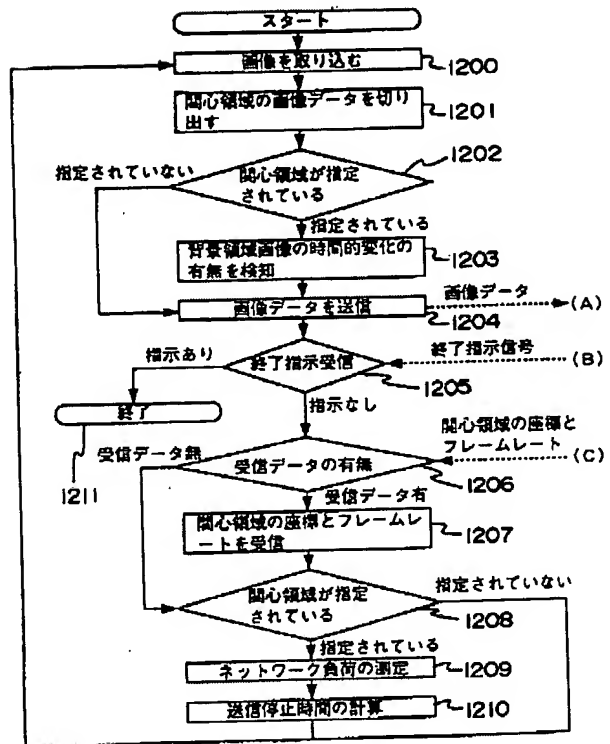 スタート
画像を取り込む
1200
関心領域の画像データを切り
出す
1201
1202
指定されていない
関心領域が指定
されている
指定されている
背景領域画像の時間的変化の
有無を検知
1203
画像データ
画像データを送信
1204
(A)
指示あり
終了指示受信
終了指示信号
(B)
1205
終了
指示なし
関心領域の座標と
フレームレート
1211
受信データ無
受信データの有無
(C)
1206
受信データ有
関心領域の座標とフレームレ
ートを受信
1207
関心領域が指定
されている
指定されていない
1208
指定されている
ネットワーク負荷の測定
1209
送信停止時間の計算
1210